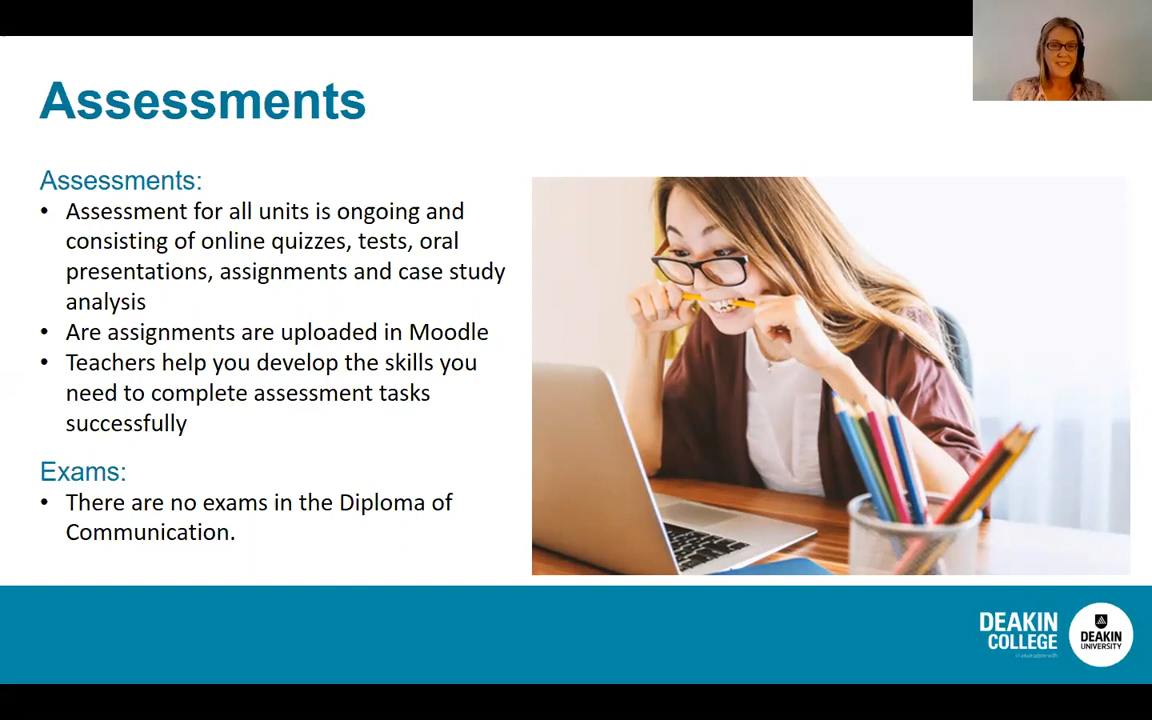 Assessments
Assessments:
• Assessment for all units is ongoing and
consisting of online quizzes, tests, oral
presentations, assignments and case study
analysis
• Are assignments are uploaded in Moodle
• Teachers help you develop the skills you
need to complete assessment tasks
successfully
Exams:
• There are no exams in the Diploma of
Communication.
DEAKIN
COLLEGE
DEAKIN
UNIVERSITY